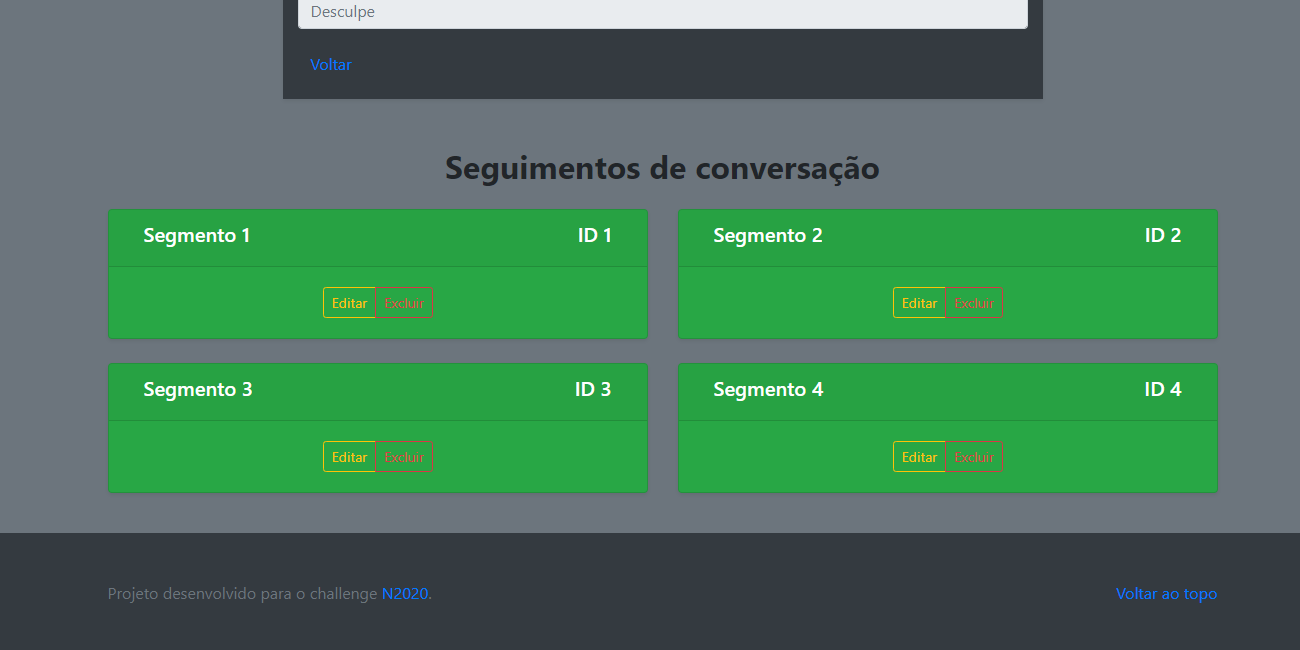 Desculpe
Voltar
Seguimentos de conversação
Segmento 1 ID 1
Editar Excluir
Segmento 2 ID 2
Editar Excluir
Segmento 3 ID 3
Editar Excluir
Segmento 4 ID 4
Editar Excluir
Projeto desenvolvido para o challenge N2020.
Voltar ao topo